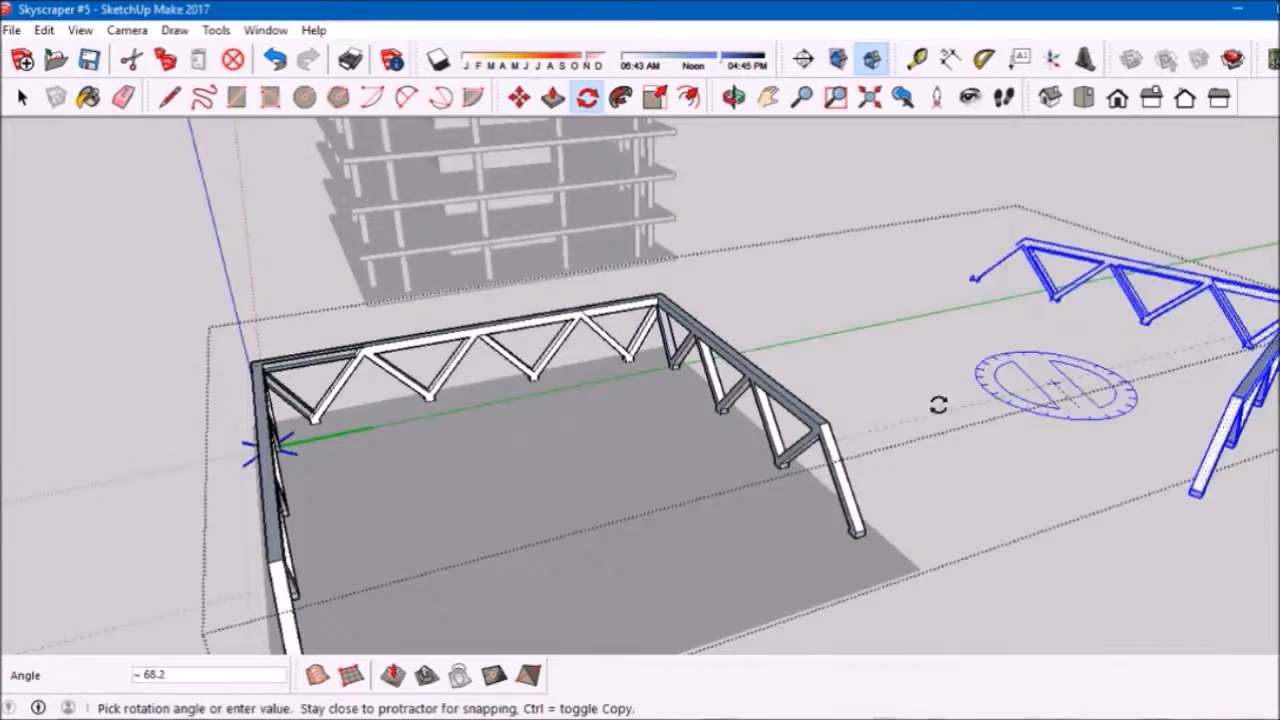 Skyscraper #5 - SketchUp Make 2017
File Edit View Camera Draw Tools Window Help
J F M A M J J A S O N D 06:43 AM Noon 04:45 PM A1
Angle ~ 68.2
Pick rotation angle or enter value. Stay close to protractor for snapping, Ctrl = toggle Copy.